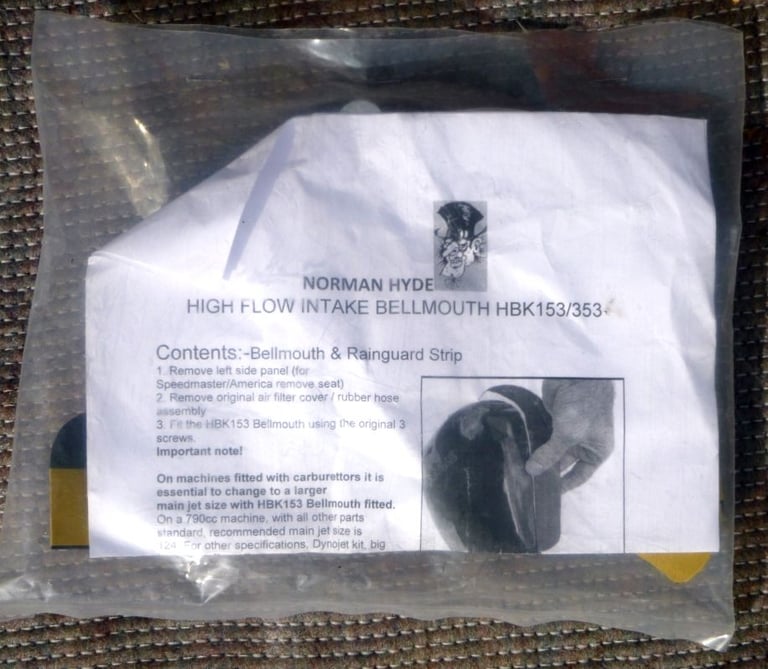 NORMAN HYDE
HIGH FLOW INTAKE BELLMOUTH HBK153/353
Contents:-Bellmouth & Rainguard Strip
1. Remove left side panel (for
Speedmaster/America remove seat)
2. Remove original air filter cover / rubber hose
assembly
3. Fit the HBK153 Bellmouth using the original 3
screws.
Important note!
On machines fitted with carburettors it is
essential to change to a larger
main jet size with HBK153 Bellmouth fitted.
On a 790cc machine, with all other parts
standard, recommended main jet size is
124. For other specifications, Dynojet kit, big